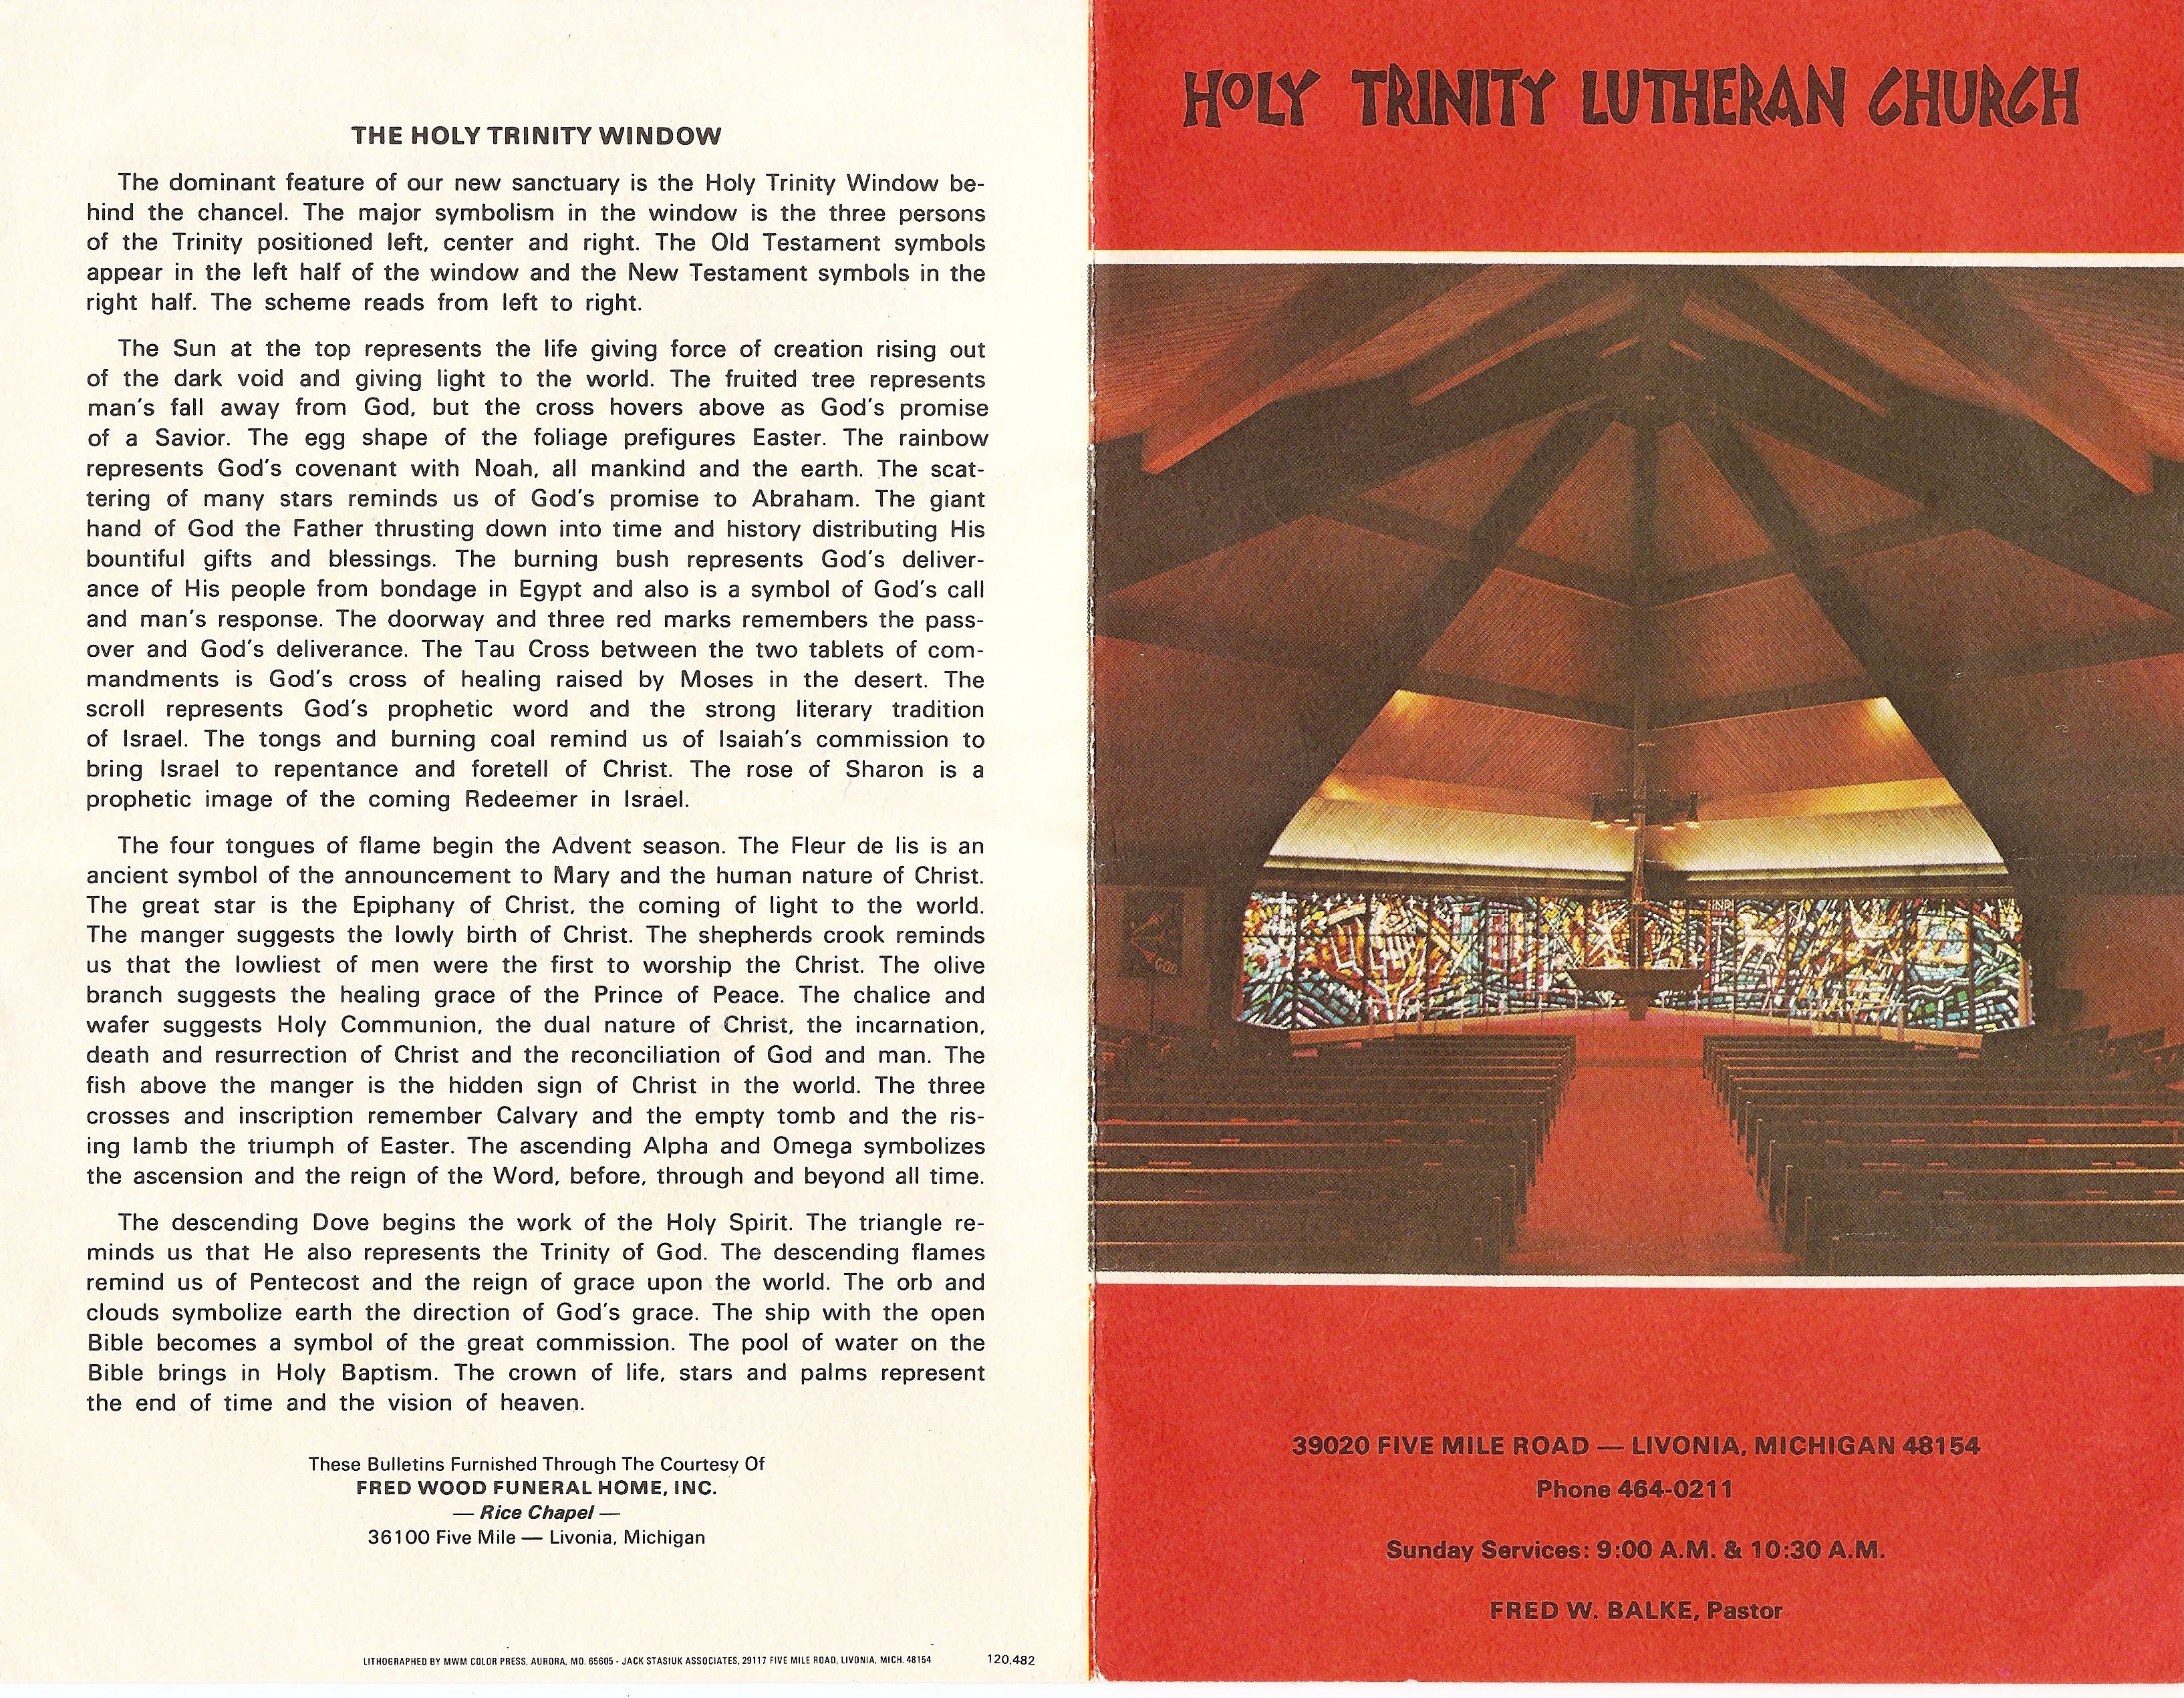 THE HOLY TRINITY WINDOW
The dominant feature of our new sanctuary is the Holy Trinity Window be-
hind the chancel. The major symbolism in the window is the three persons
of the Trinity positioned left, center and right. The Old Testament symbols
appear in the left half of the window and the New Testament symbols in the
right half. The scheme reads from left to right.
The Sun at the top represents the life giving force of creation rising out
of the dark void and giving light to the world. The fruited tree represents
man's fall away from God, but the cross hovers above as God's promise
of a Savior. The egg shape of the foliage prefigures Easter. The rainbow
represents God's covenant with Noah, all mankind and the earth. The scat-
tering of many stars reminds us of God's promise to Abraham. The giant
hand of God the Father thrusting down into time and history distributing His
bountiful gifts and blessings. The burning bush represents God's deliver-
ance of His people from bondage in Egypt and also is a symbol of God's call
and man's response. The doorway and three red marks remembers the pass-
over and God's deliverance. The Tau Cross between the two tablets of com-
mandments is God's cross of healing raised by Moses in the desert. The
scroll represents God's prophetic word and the strong literary tradition
of Israel. The tongs and burning coal remind us of Isaiah's commission to
bring Israel to repentance and foretell of Christ. The rose of Sharon is a
prophetic image of the coming Redeemer in Israel.
The four tongues of flame begin the Advent season. The Fleur de lis is an
ancient symbol of the announcement to Mary and the human nature of Christ.
The great star is the Epiphany of Christ, the coming of light to the world.
The manger suggests the lowly birth of Christ. The shepherds crook reminds
us that the lowliest of men were the first to worship the Christ. The olive
branch suggests the healing grace of the Prince of Peace. The chalice and
wafer suggests Holy Communion, the dual nature of Christ, the incarnation,
death and resurrection of Christ and the reconciliation of God and man. The
fish above the manger is the hidden sign of Christ in the world. The three
crosses and inscription remember Calvary and the empty tomb and the ris-
ing lamb the triumph of Easter. The ascending Alpha and Omega symbolizes
the ascension and the reign of the Word, before, through and beyond all time.
The descending Dove begins the work of the Holy Spirit. The triangle re-
minds us that He also represents the Trinity of God. The descending flames
remind us of Pentecost and the reign of grace upon the world. The orb and
clouds symbolize earth the direction of God's grace. The ship with the open
Bible becomes a symbol of the great commission. The pool of water on the
Bible brings in Holy Baptism. The crown of life, stars and palms represent
the end of time and the vision of heaven.
These Bulletins Furnished Through The Courtesy Of
FRED WOOD FUNERAL HOME, INC.
— Rice Chapel —
36100 Five Mile — Livonia, Michigan
LITHOGRAPHED BY MWM COLOR PRESS, AURORA, MO. 65605 - JACK STASIUK ASSOCIATES, 29117 FIVE MILE ROAD, LIVONIA, MICH. 48154 120,482
HOLY TRINITY LUTHERAN CHURCH
INRI
GOD
39020 FIVE MILE ROAD — LIVONIA, MICHIGAN 48154
Phone 464-0211
Sunday Services: 9:00 A.M. & 10:30 A.M.
FRED W. BALKE, Pastor